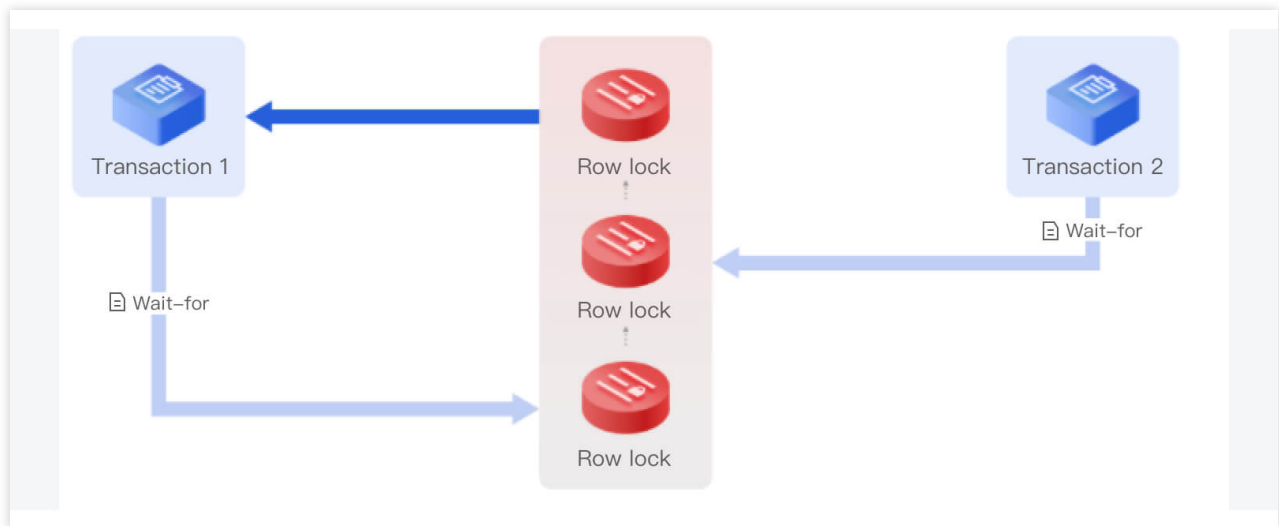 Transaction 1
Row lock
Transaction 2
Wait–for
Wait–for
Row lock
Row lock